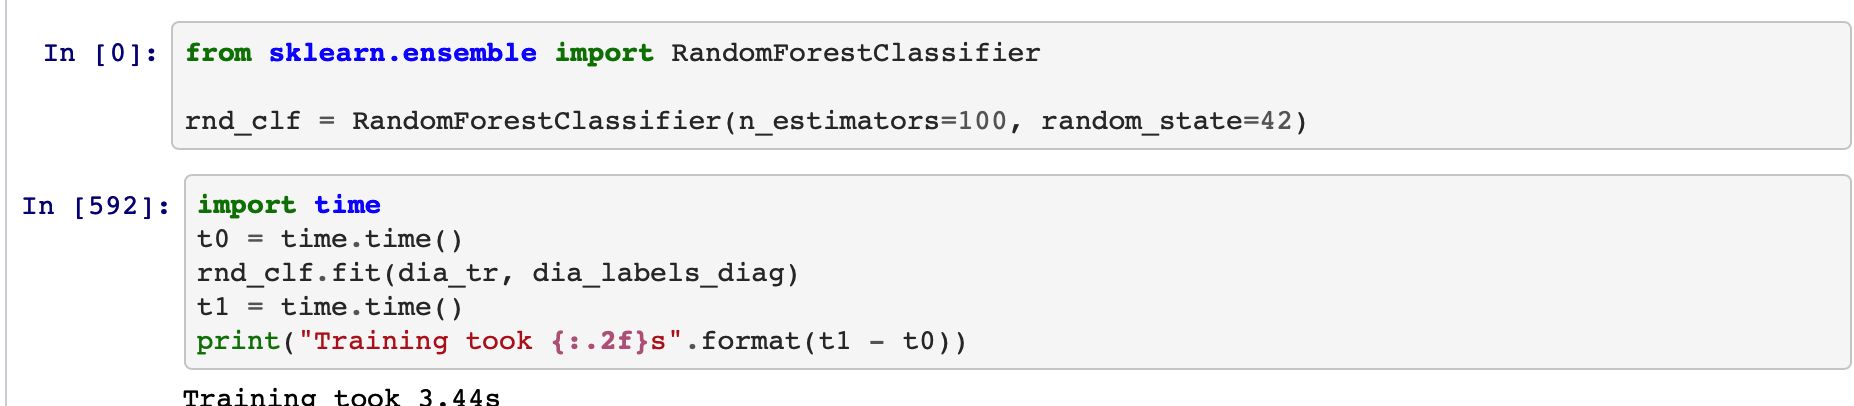 In [0]: from sklearn.ensemble import RandomForestClassifier
rnd_clf = RandomForestClassifier(n_estimators=100, random_state=42)
In [592]: import time
t0 = time.time()
rnd_clf.fit(dia_tr, dia_labels_diag)
t1 = time.time()
print("Training took {:.2f}s".format(t1 - t0))
Training took 3.44s